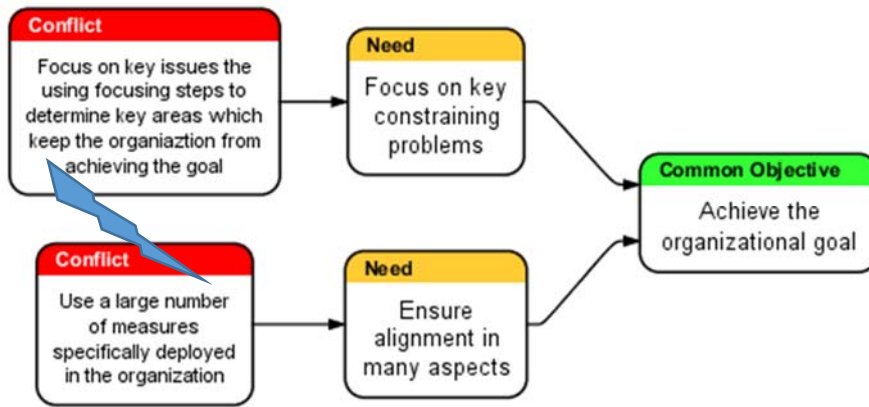 Conflict
Focus on key issues the
using focusing steps to
determine key areas which
keep the organiaztion from
achieving the goal
Need
Focus on key
constraining
problems
Common Objective
Achieve the
organizational goal
Conflict
Use a large number
of measures
specifically deployed
in the organization
Need
Ensure
alignment in
many aspects